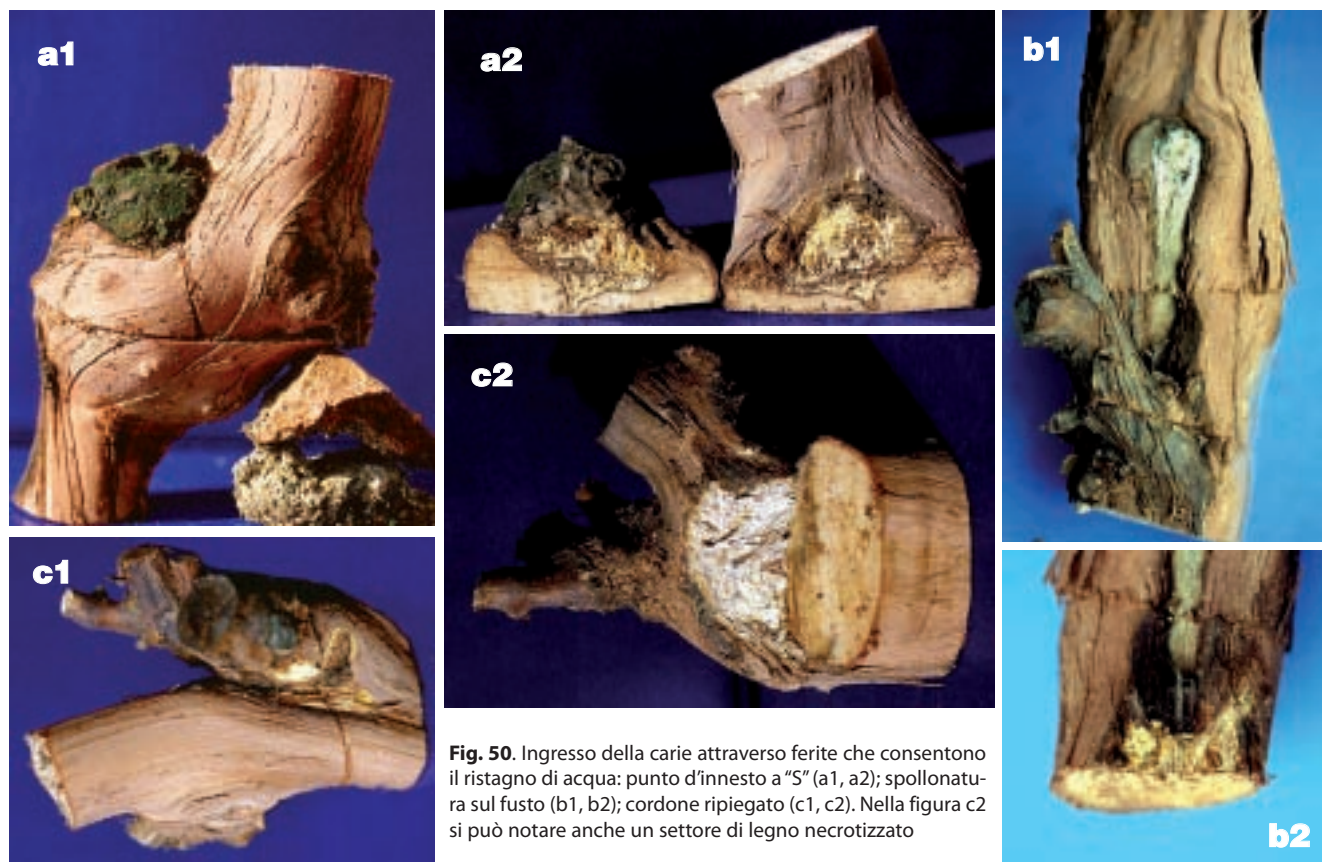 a1
a2
b1
c2
c1
Fig. 50. Ingresso della carie attraverso ferite che consentono
il ristagno di acqua: punto d'innesto a "S" (a1, a2); spollonatu-
ra sul fusto (b1, b2); cordone ripiegato (c1, c2). Nella figura c2
si può notare anche un settore di legno necrotizzato
b2